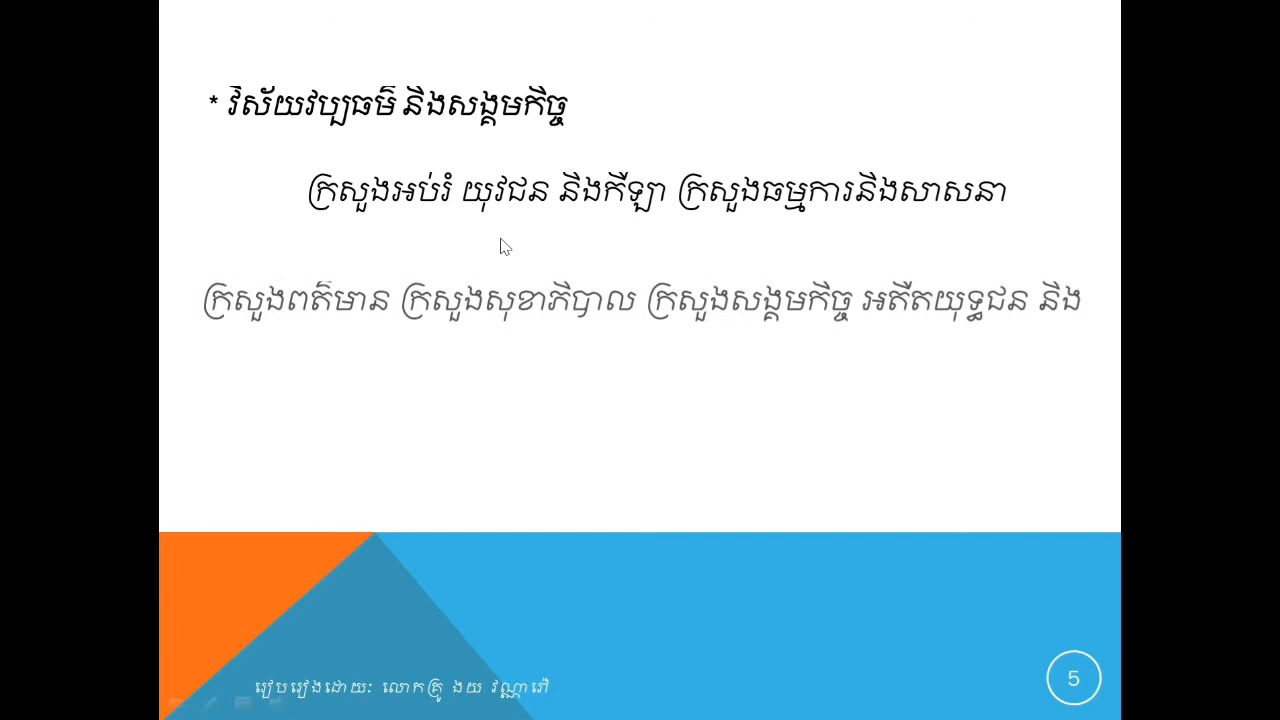 * វិស័យវប្បធម៌ និងសង្គមកិច្ច
ក្រសួងអប់រំ យុវជន និងកីឡា ក្រសួងធម្មការនិងសាសនា
ក្រសួងពត៌មាន ក្រសួងសុខាភិបាល ក្រសួងសង្គមកិច្ច អតីតយុទ្ធជន និង
រៀបរៀងដោយ: លោកគ្រូ ងយ វណ្ណារៅ
5